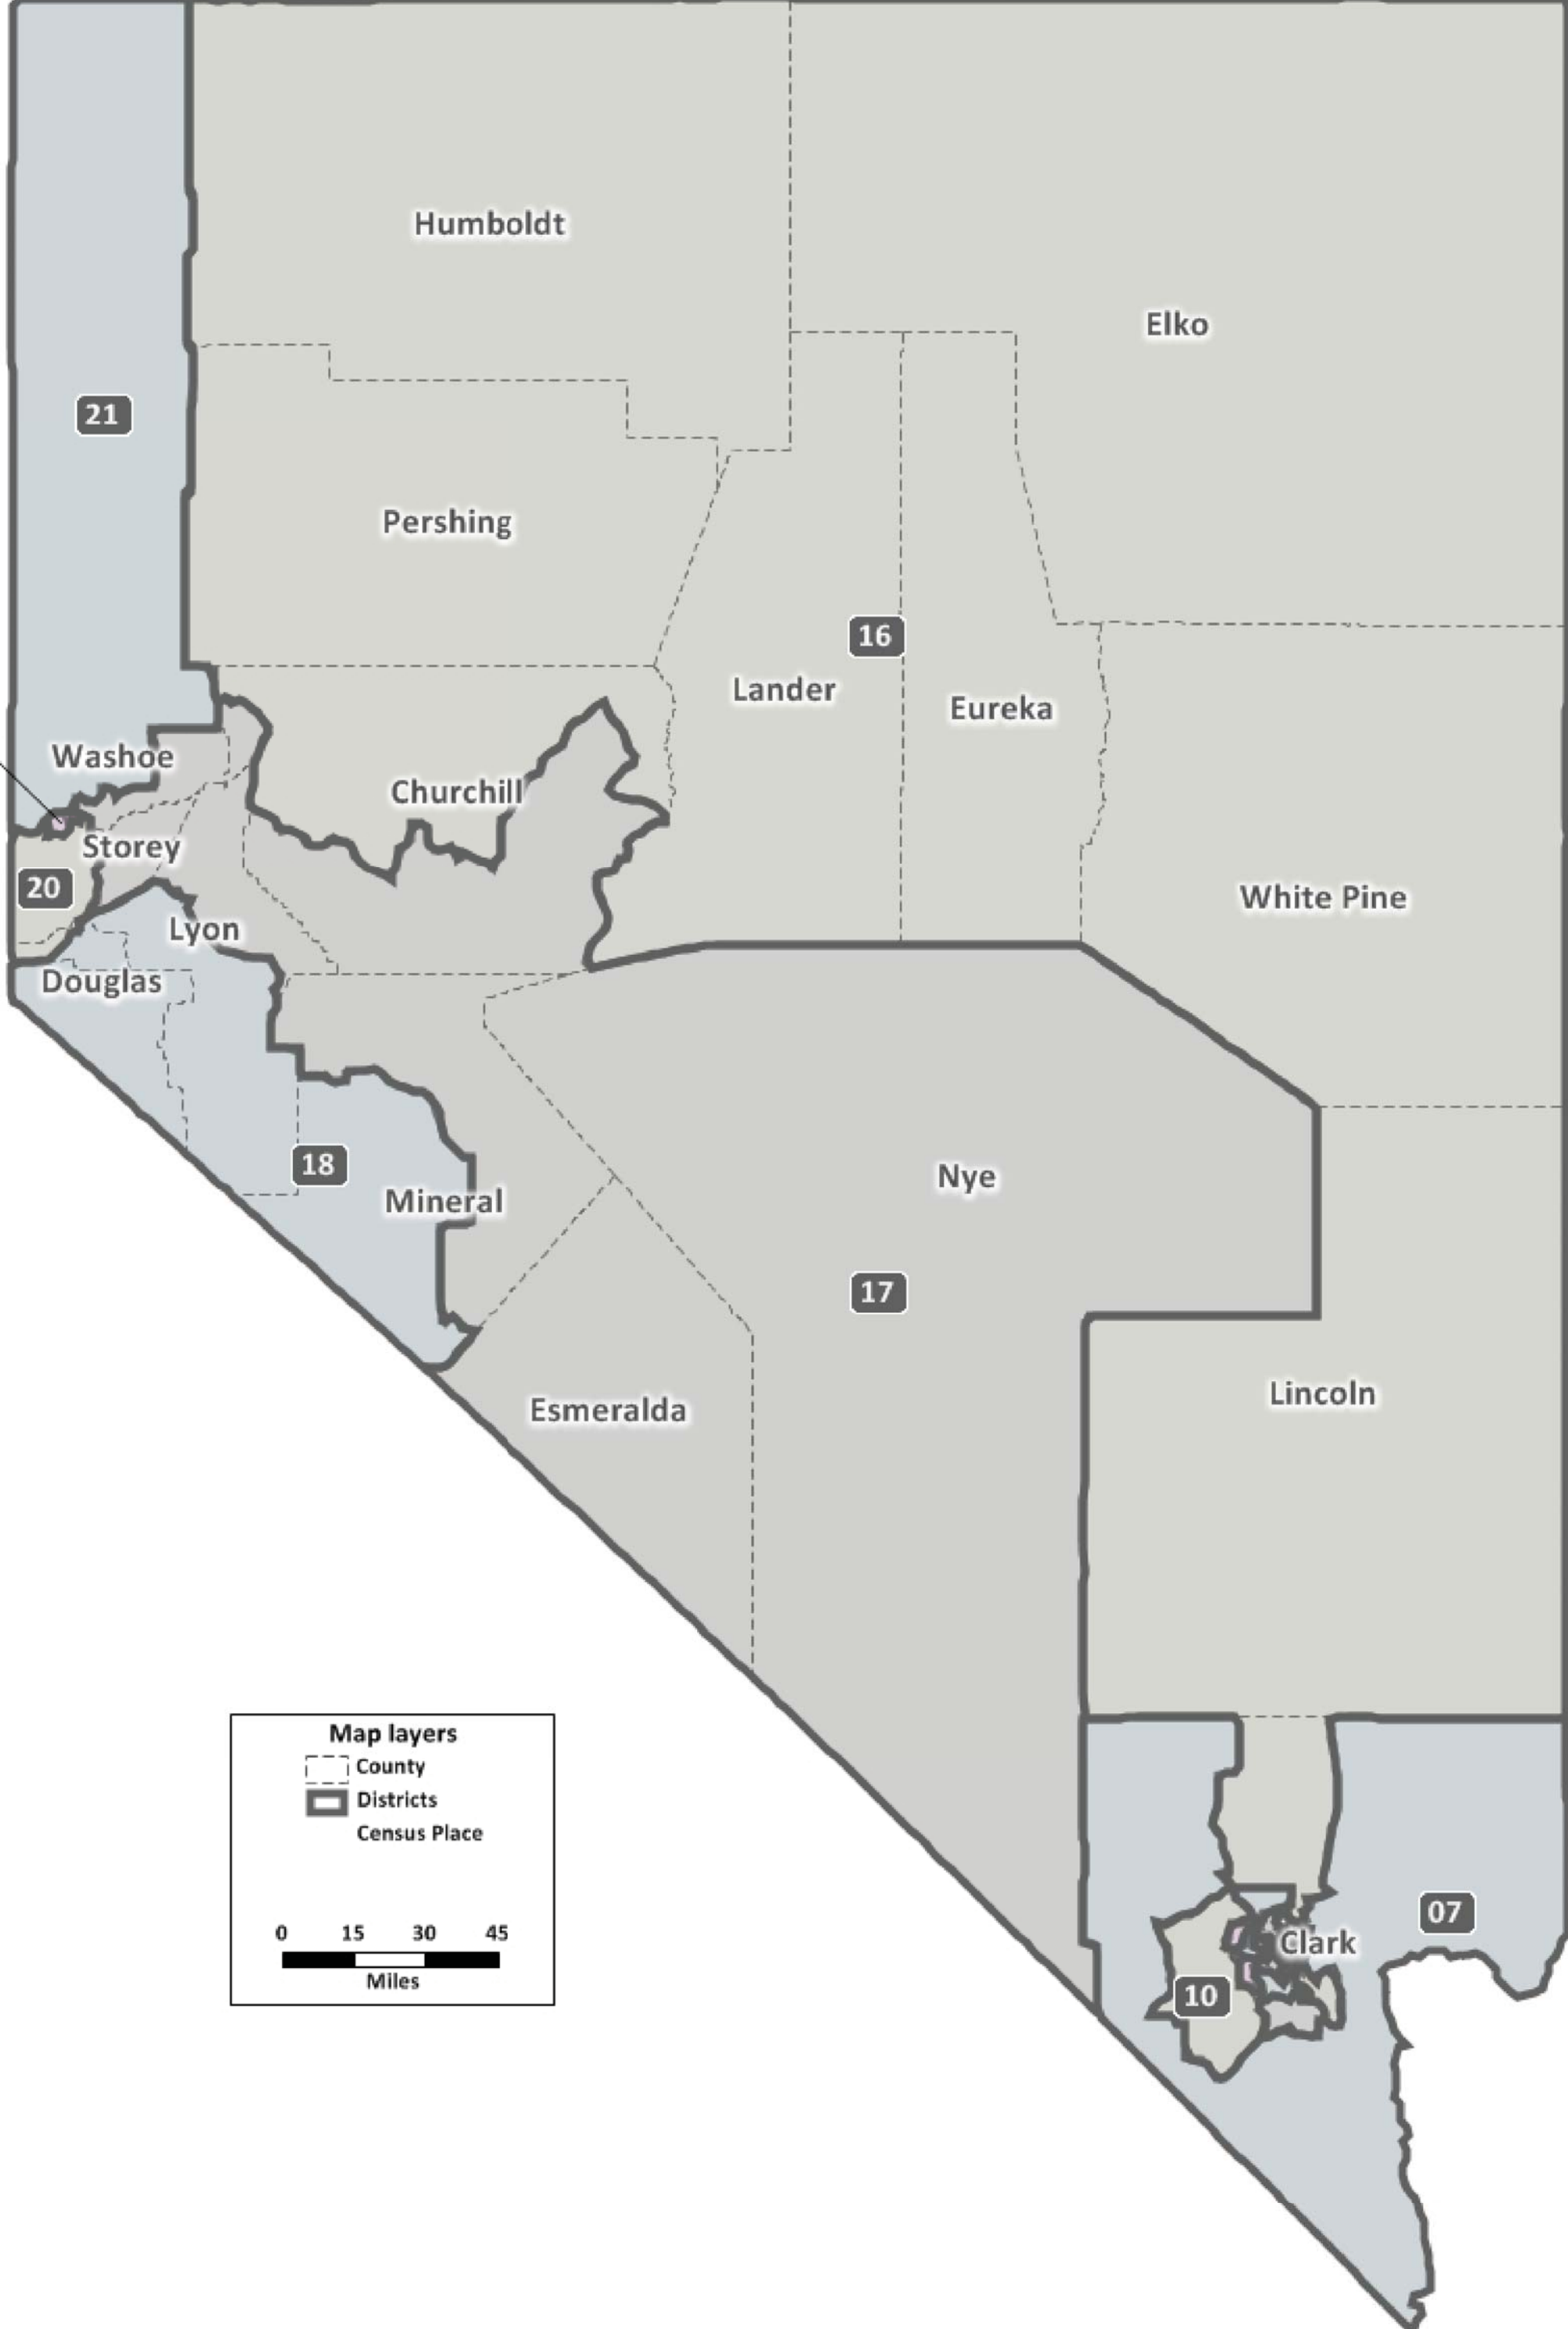 Humboldt
Elko
21
Pershing
16
Lander
Eureka
Washoe
Churchill
Storey
20
White Pine
Lyon
Douglas
18
Nye
Mineral
17
Lincoln
Esmeralda
Map layers
County
Districts
Census Place
07
0 15 30 45
Clark
Miles
10